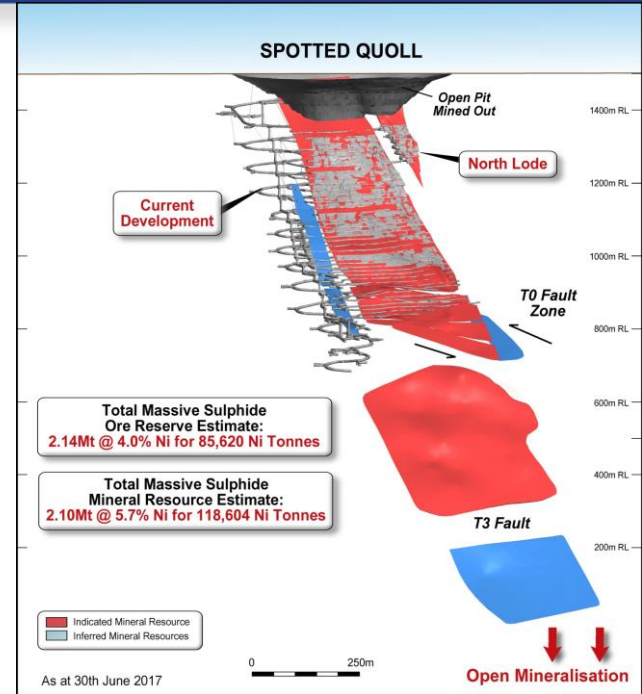 SPOTTED QUOLL
Open Pit
Mined Out
1400m RL
North Lode
1200m RL
Current
Development
1000m RL
T0 Fault
Zone
800m RL
600m RL
Total Massive Sulphide
Ore Reserve Estimate:
2.14Mt @ 4.0% Ni for 85,620 Ni Tonnes
400m RL
Total Massive Sulphide
Mineral Resource Estimate:
2.10Mt @ 5.7% Ni for 118,604 Ni Tonnes
T3 Fault
200m RL
Indicated Mineral Resource
Inferred Mineral Resources
0 250m
As at 30th June 2017
Open Mineralisation